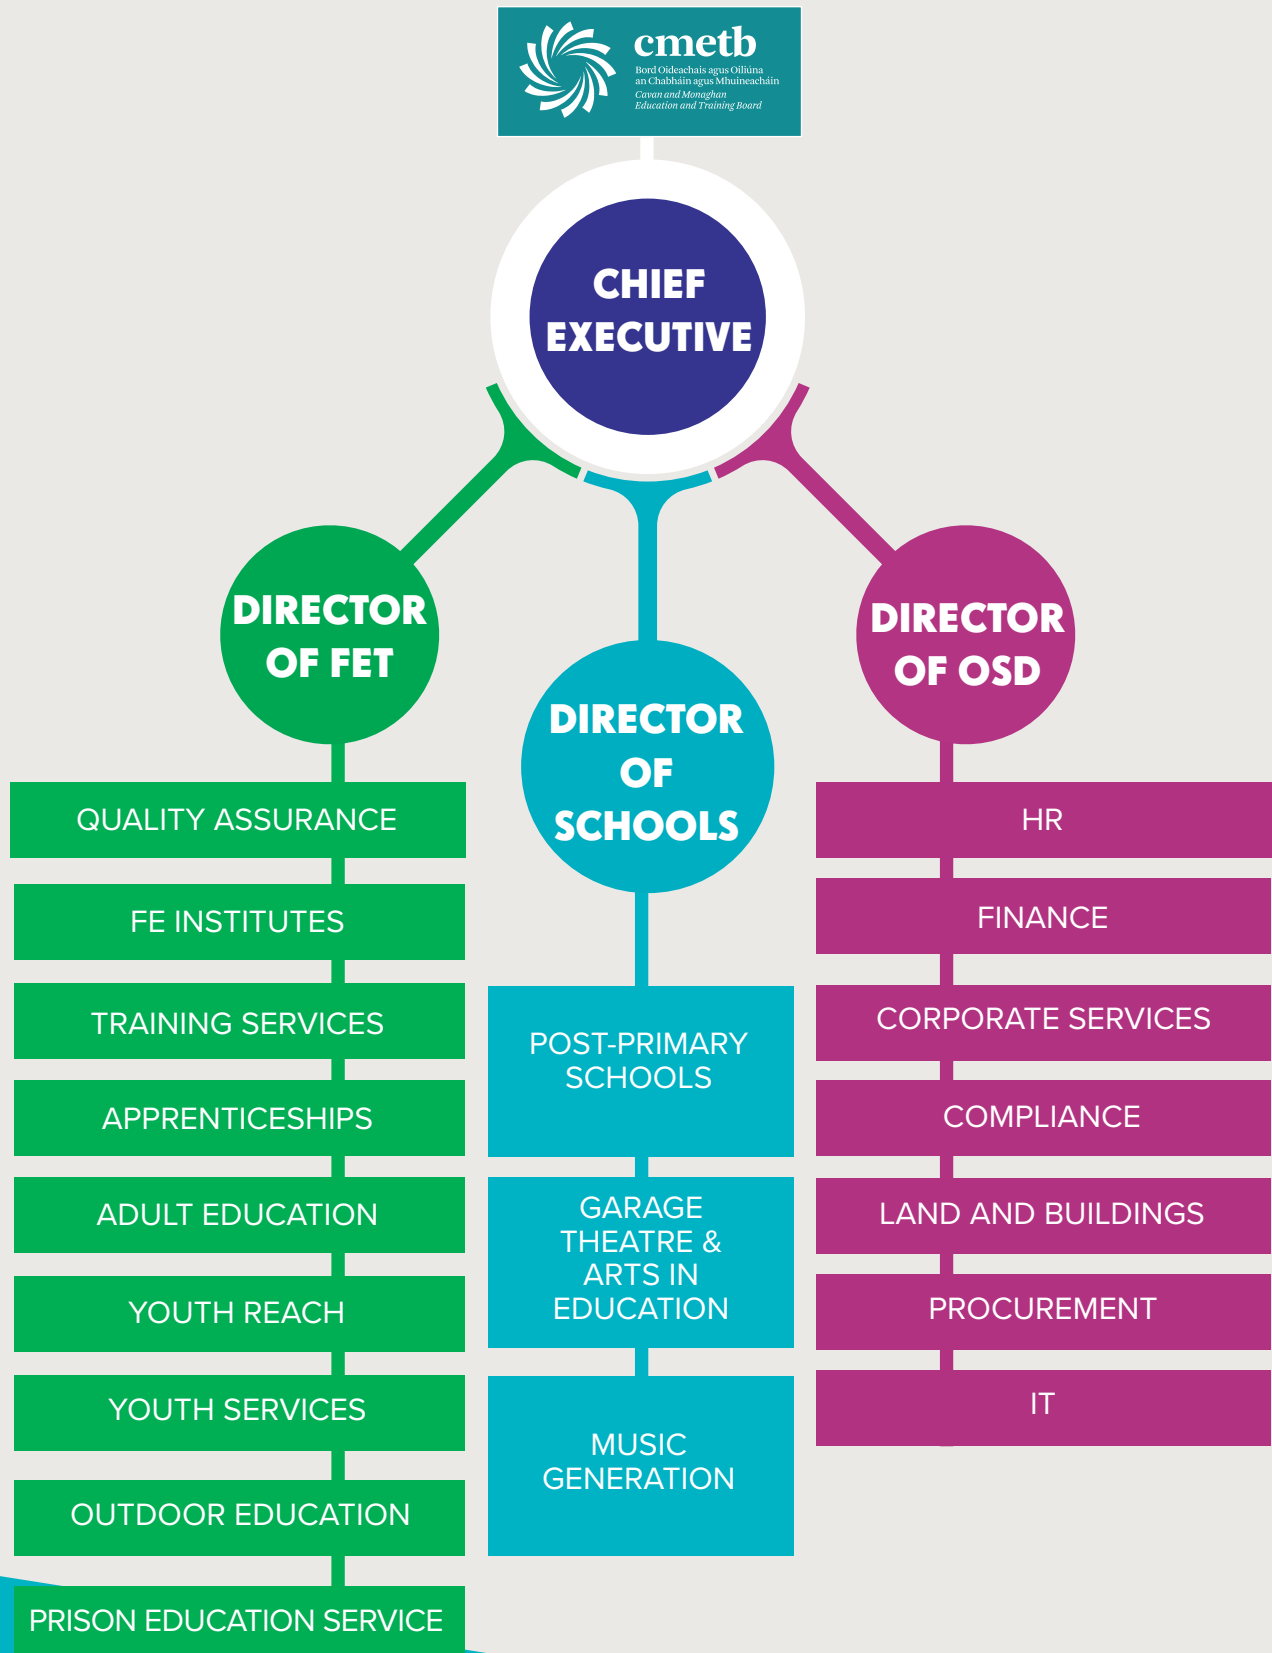 cmetb
Bord Oideachais agus Oiliúna
an Chabháin agus Mhuineacháin
Cavan and Monaghan
Education and Training Board
CHIEF
EXECUTIVE
DIRECTOR
OF FET
QUALITY ASSURANCE
FE INSTITUTES
TRAINING SERVICES
APPRENTICESHIPS
ADULT EDUCATION
YOUTH REACH
YOUTH SERVICES
OUTDOOR EDUCATION
PRISON EDUCATION SERVICE
DIRECTOR
OF
SCHOOLS
POST-PRIMARY
SCHOOLS
GARAGE
THEATRE &
ARTS IN
EDUCATION
MUSIC
GENERATION
DIRECTOR
OF OSD
HR
FINANCE
CORPORATE SERVICES
COMPLIANCE
LAND AND BUILDINGS
PROCUREMENT
IT